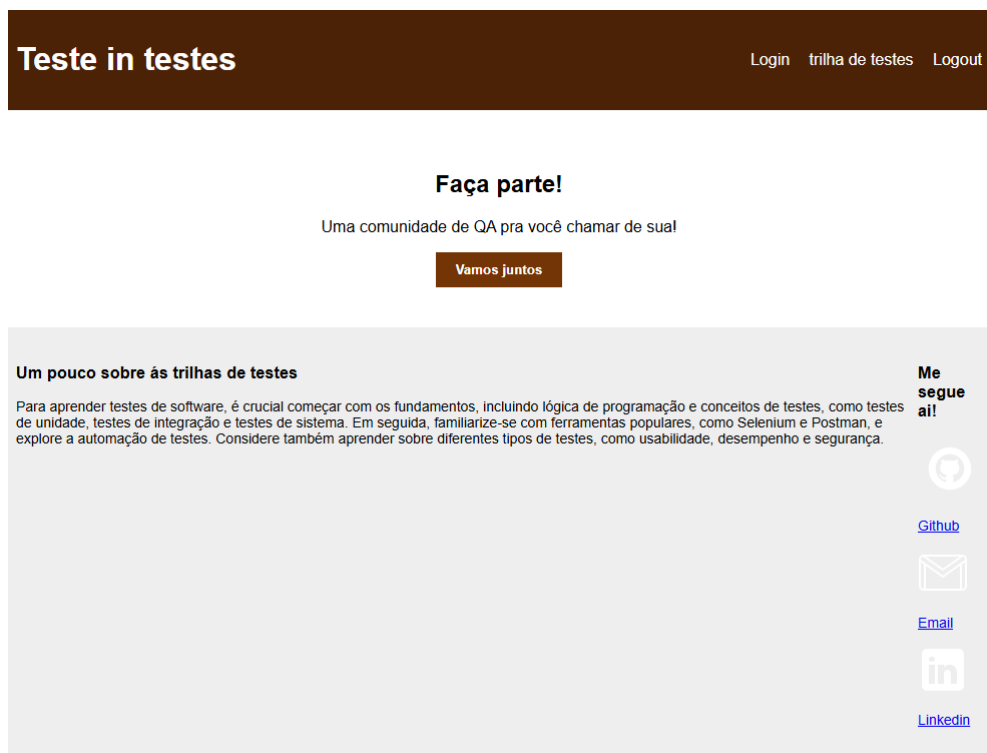 Teste in testes
Login trilha de testes Logout
Faça parte!
Uma comunidade de QA pra você chamar de sua!
Vamos juntos
Um pouco sobre ás trilhas de testes
Para aprender testes de software, é crucial começar com os fundamentos, incluindo lógica de programação e conceitos de testes, como testes
de unidade, testes de integração e testes de sistema. Em seguida, familiarize-se com ferramentas populares, como Selenium e Postman, e
explore a automação de testes. Considere também aprender sobre diferentes tipos de testes, como usabilidade, desempenho e segurança.
Me
segue
ai!
Github
Email
in
Linkedin